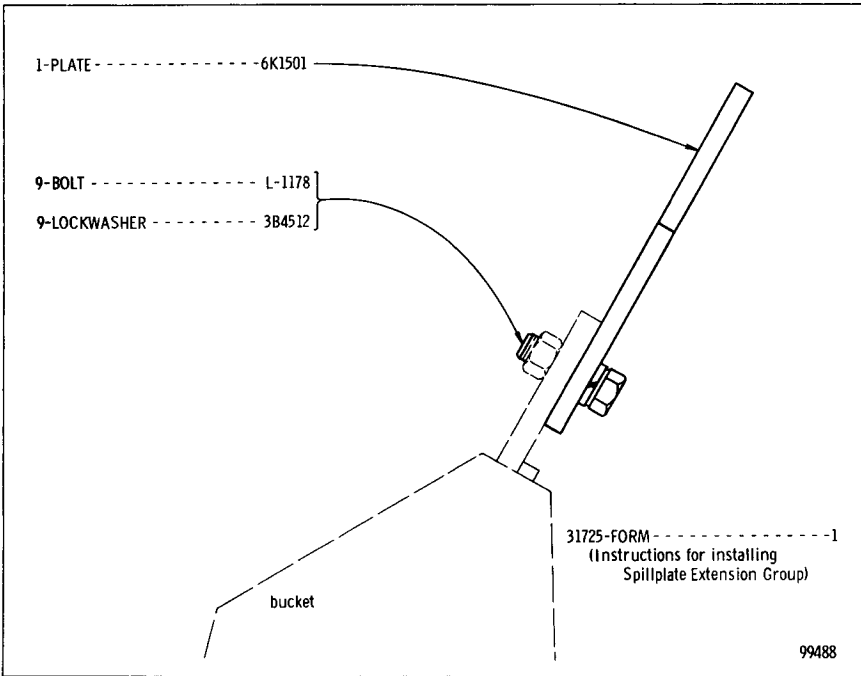 1-PLATE - - - - - - - - - - - - - 6K1501
9-BOLT - - - - - - - - - - - - - L-1178
9-LOCKWASHER - - - - - - - - 3B4512
31725-FORM - - - - - - - - - - - - - -1
(Instructions for installing
Spillplate Extension Group)
bucket
99488